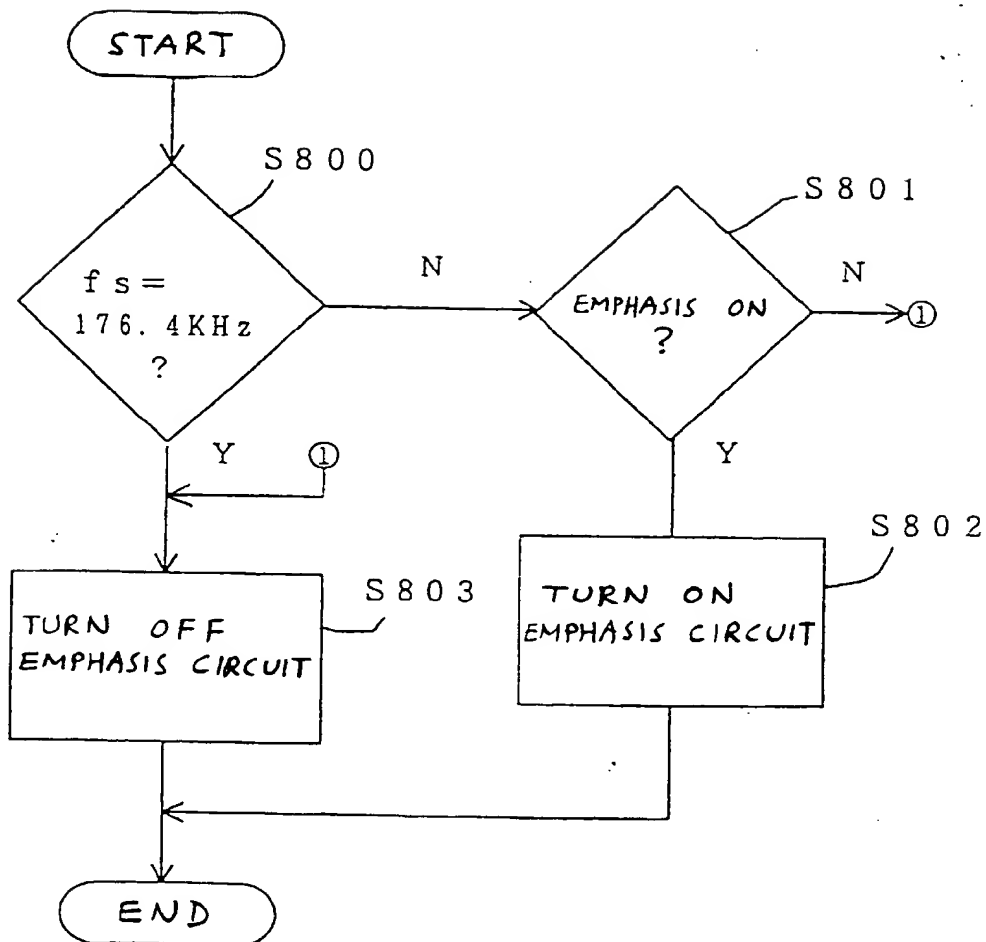 START
S800
fs=
176.4KHz
?
N
S801
EMPHASIS ON
?
N
①
Y
①
Y
S802
S803
TURN OFF
EMPHASIS CIRCUIT
TURN ON
EMPHASIS CIRCUIT
END